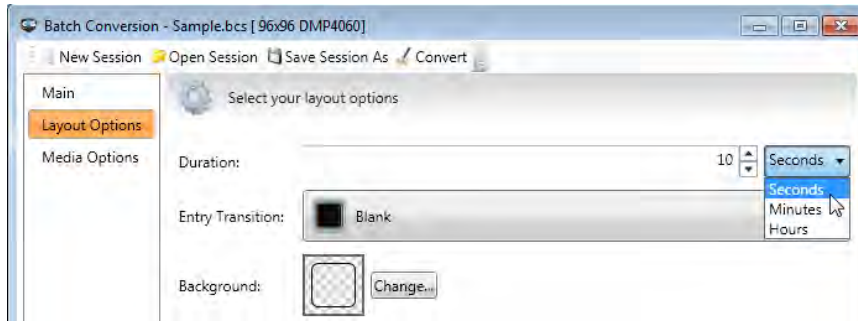 Batch Conversion - Sample.bcs [ 96x96 DMP4060]
New Session Open Session Save Session As Convert
Main
Select your layout options
Layout Options
Media Options
Duration: 10 Seconds
Seconds
Entry Transition: Blank
Minutes
Hours
Background: Change...